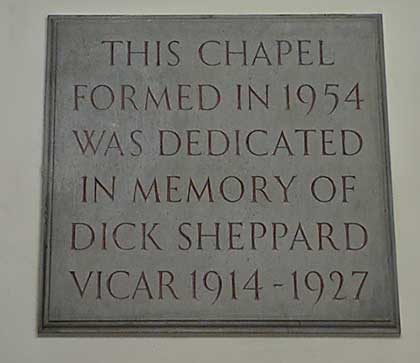 THIS CHAPEL
FORMED IN 1954
WAS DEDICATED
IN MEMORY OF
DICK SHEPPARD
VICAR 1914-1927